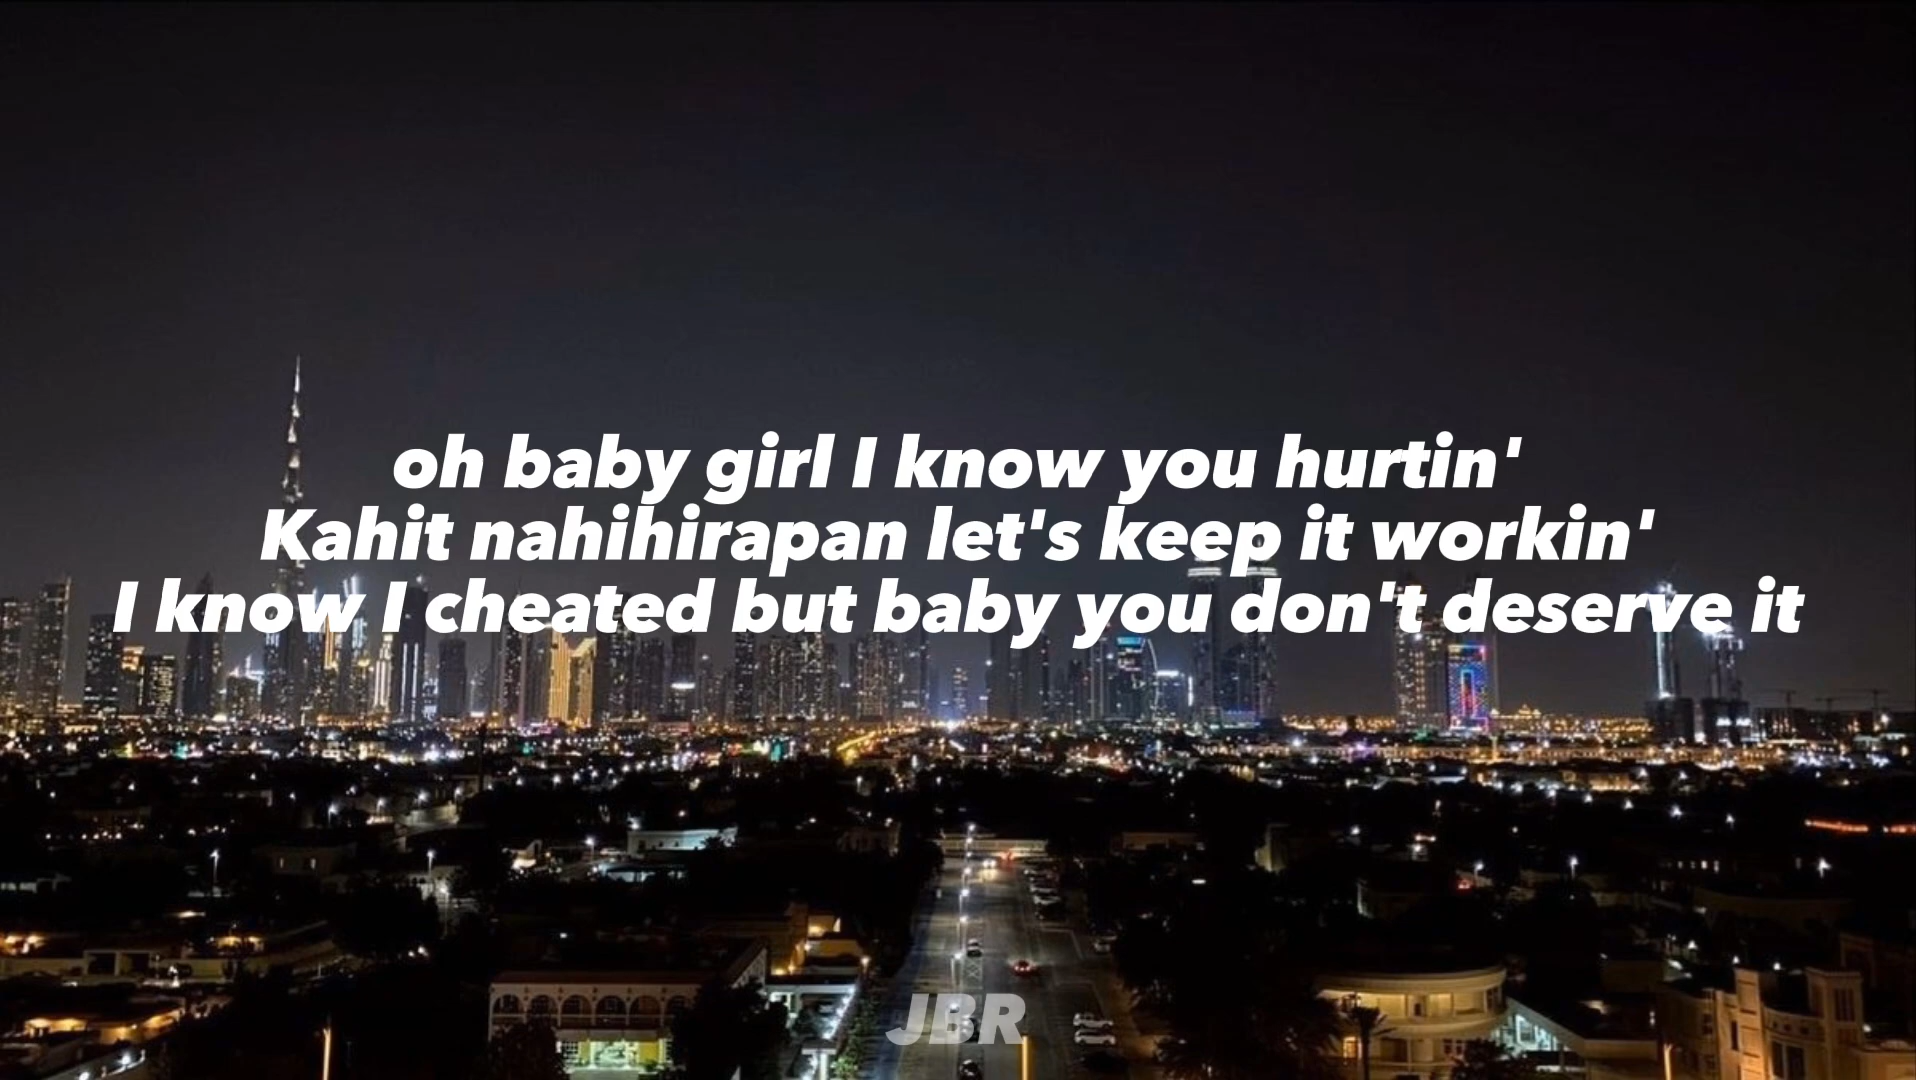 oh baby girl I know you hurtin'
Kahit nahihirapan let's keep it workin'
I know I cheated but baby you don't deserve it
JBR